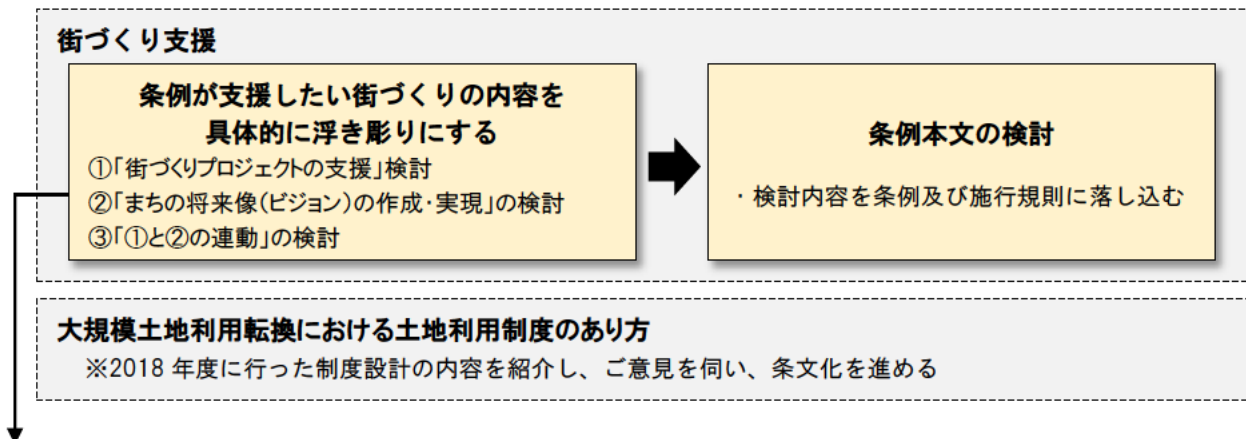 街づくり支援
条例が支援したい街づくりの内容を
具体的に浮き彫りにする
①｢街づくりプロジェクトの支援｣検討
②｢まちの将来像(ビジョン)の作成･実現｣の検討
③｢①と②の連動｣の検討
条例本文の検討
・検討内容を条例及び施行規則に落し込む
大規模土地利用転換における土地利用制度のあり方
※2018 年度に行った制度設計の内容を紹介し、ご意見を伺い、条文化を進める